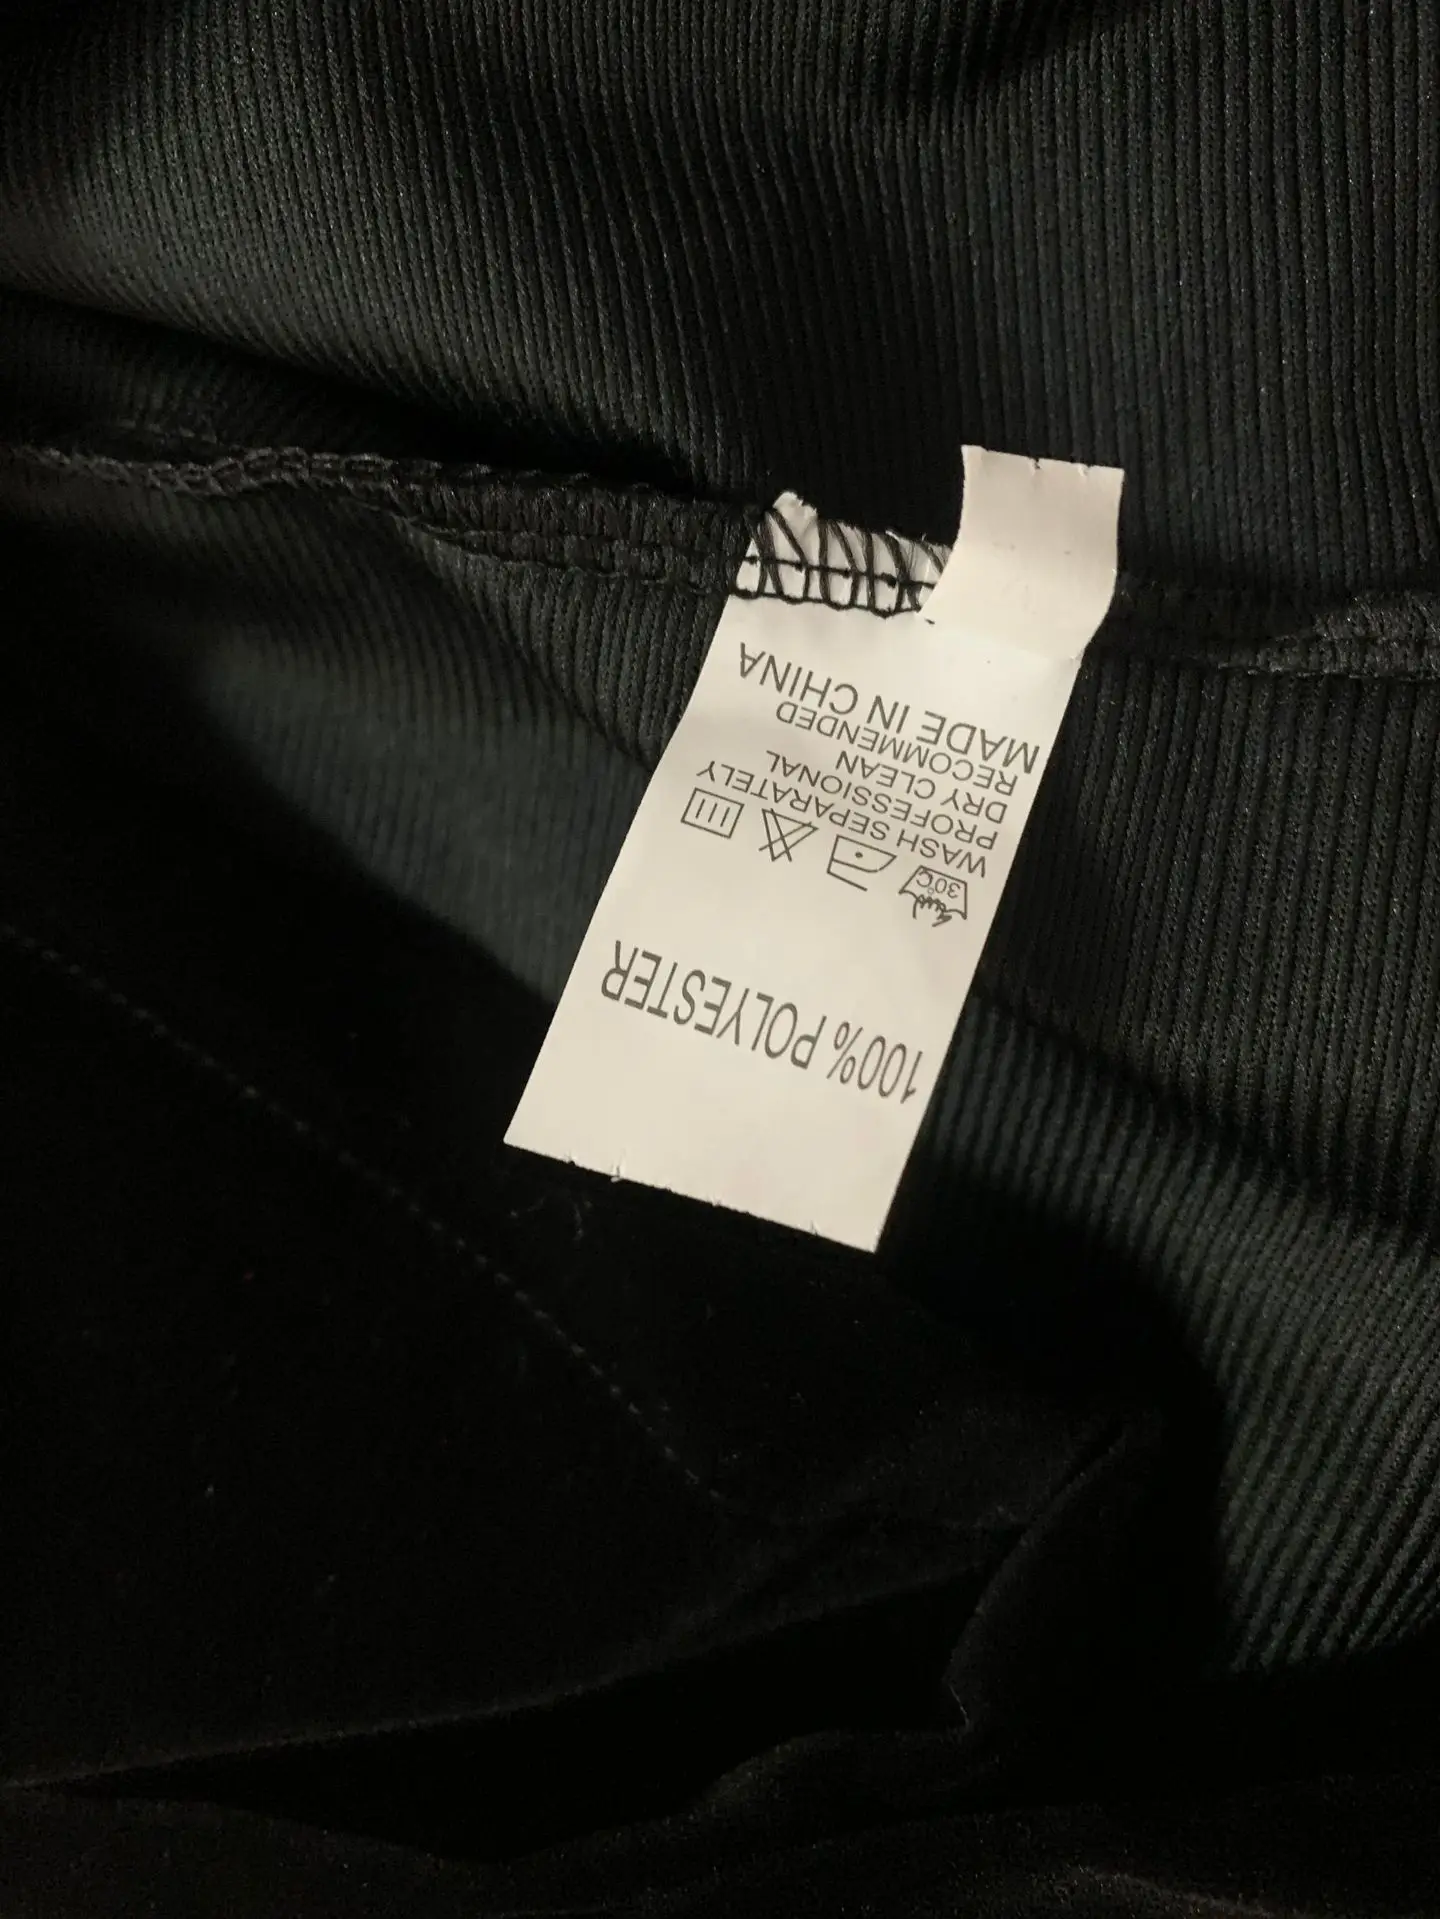 100% POLYESTER
30°C
WASH SEPARATELY
PROFESSIONAL
DRY CLEAN
RECOMMENDED
MADE IN CHINA